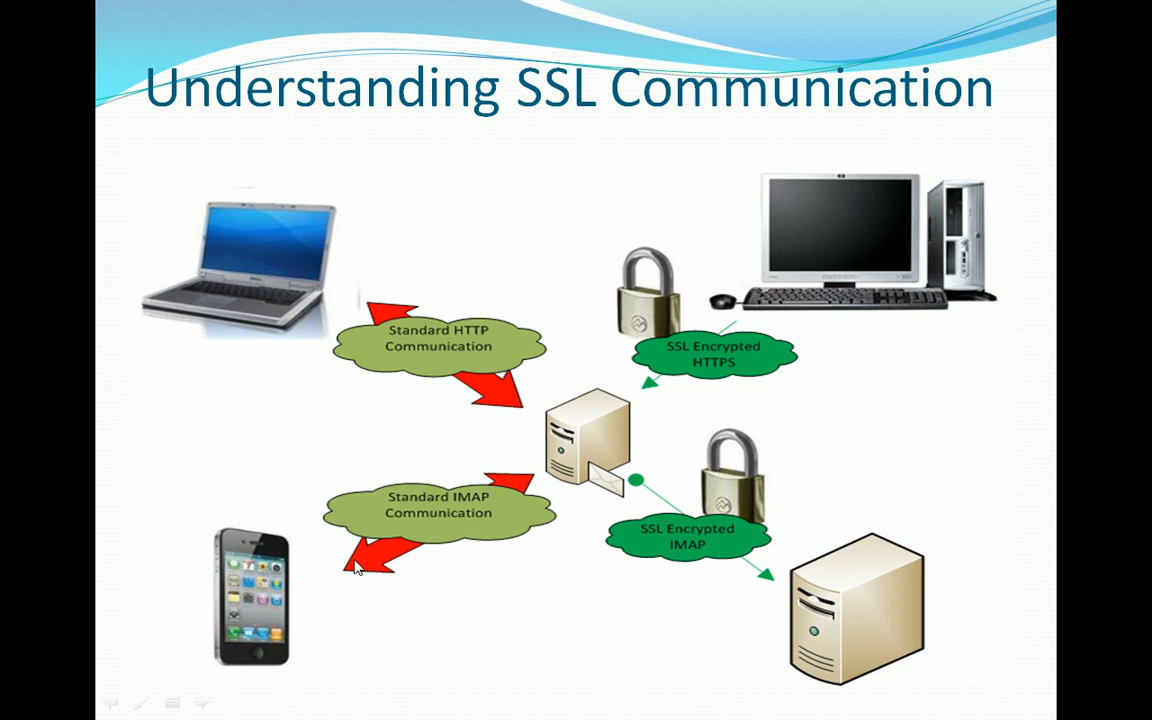 Understanding SSL Communication
Standard HTTP
Communication
SSL Encrypted
HTTPS
Standard IMAP
Communication
SSL Encrypted
IMAP